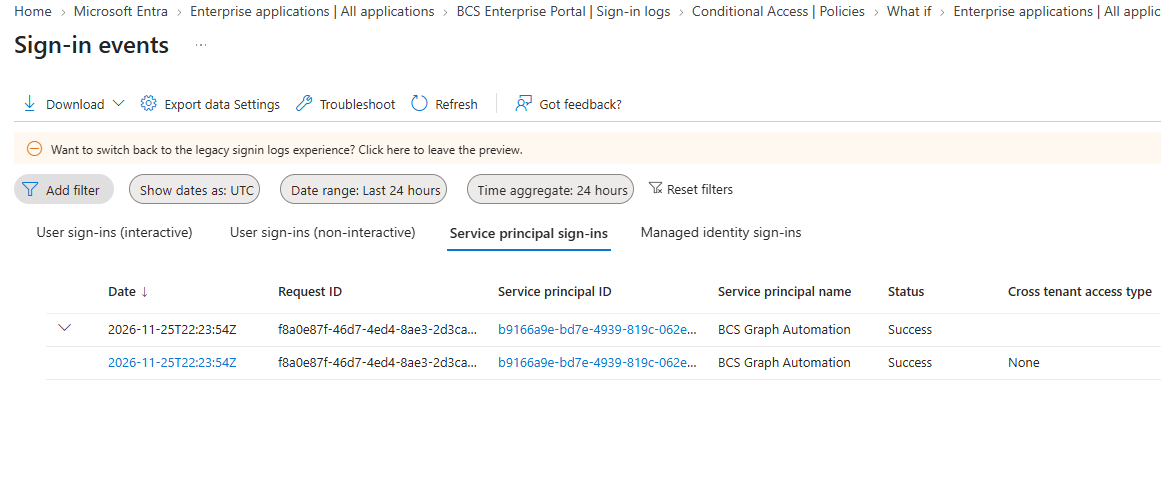 Home > Microsoft Entra > Enterprise applications | All applications > BCS Enterprise Portal | Sign-in logs > Conditional Access | Policies > What if > Enterprise applications | All applic
Sign-in events ...
Download Export data Settings Troubleshoot Refresh Got feedback?
Want to switch back to the legacy signin logs experience? Click here to leave the preview.
Add filter Show dates as: UTC Date range: Last 24 hours Time aggregate: 24 hours Reset filters
User sign-ins (interactive) User sign-ins (non-interactive) Service principal sign-ins Managed identity sign-ins
Date ↓ Request ID Service principal ID Service principal name Status Cross tenant access type
2026-11-25T22:23:54Z f8a0e87f-46d7-4ed4-8ae3-2d3ca... b9166a9e-bd7e-4939-819c-062e... BCS Graph Automation Success
2026-11-25T22:23:54Z f8a0e87f-46d7-4ed4-8ae3-2d3ca... b9166a9e-bd7e-4939-819c-062e... BCS Graph Automation Success None